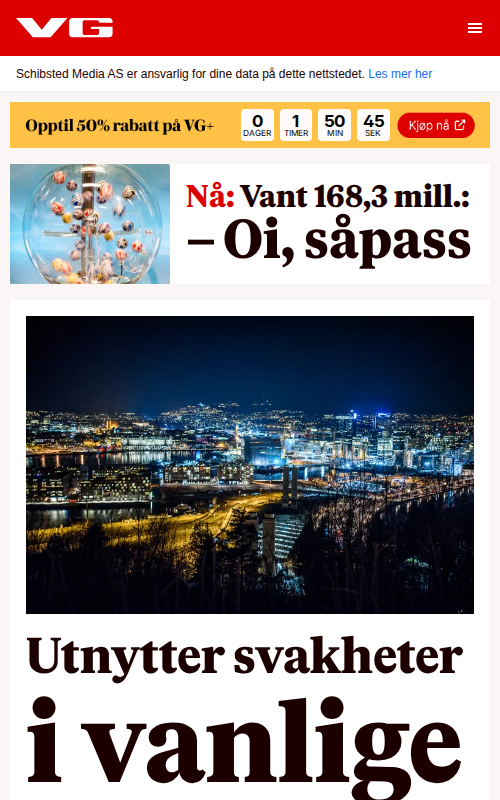 VG
Schibsted Media AS er ansvarlig for dine data på dette nettstedet. Les mer her
Opptil 50% rabatt på VG+
0 DAGER 1 TIMER 50 MIN 45 SEK
Kjøp nå
Nå: Vant 168,3 mill.:
– Oi, såpass
Utnytter svakheter
i vanlige